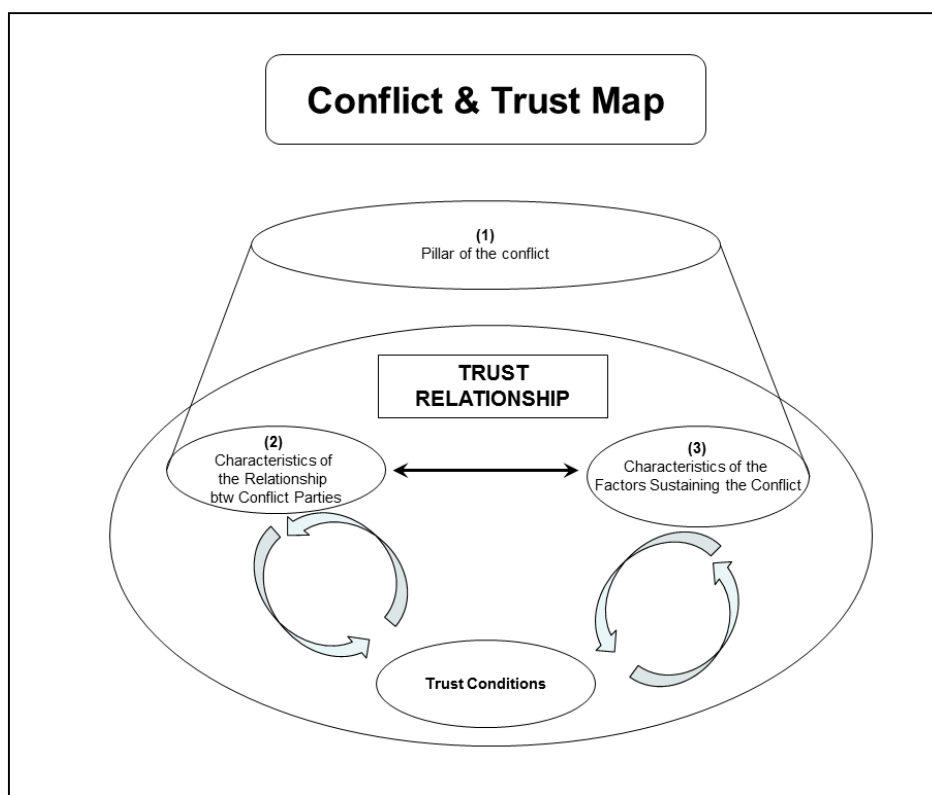 Conflict & Trust Map
(1)
Pillar of the conflict
TRUST
RELATIONSHIP
(2)
Characteristics of
the Relationship
btw Conflict Parties
(3)
Characteristics of the
Factors Sustaining the Conflict
Trust Conditions